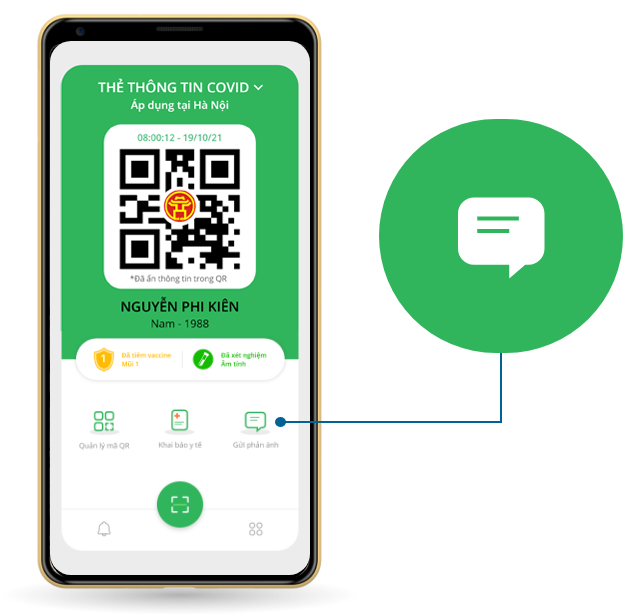 THẺ THÔNG TIN COVID
Áp dụng tại Hà Nội
08:00:12 - 19/10/21
*Đã ẩn thông tin trong QR
NGUYỄN PHI KIÊN
Nam - 1988
1
Đã tiêm vaccine
Mũi 1
Đã xét nghiệm
Âm tính
Quản lý mã QR
Khai báo y tế
Gửi phản ánh